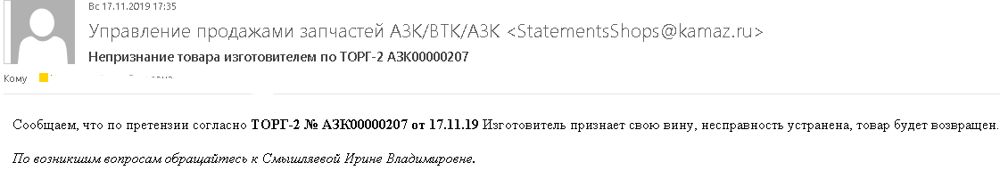 Вс 17.11.2019 17:35
Управление продажами запчастей АЗК/ВТК/АЗК <StatementsShops@kamaz.ru>
Непризнание товара изготовителем по ТОРГ-2 АЗК00000207
Кому
Сообщаем, что по претензии согласно ТОРГ-2 № АЗК00000207 от 17.11.19 Изготовитель признает свою вину, несправность устранена, товар будет возвращен.
По возникшим вопросам обращайтесь к Смышляевой Ирине Владимировне.